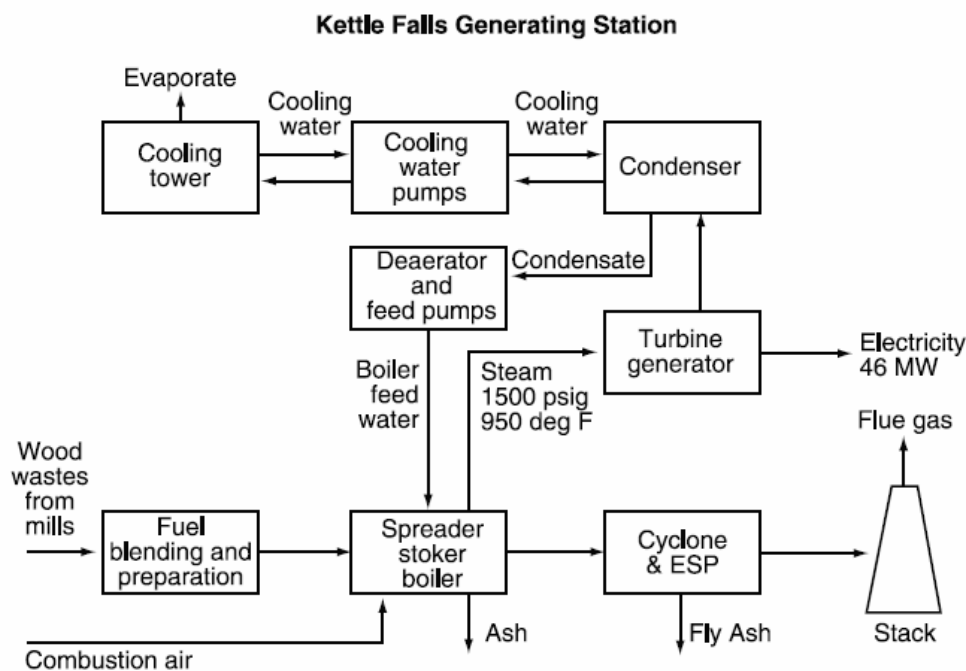 Kettle Falls Generating Station
Evaporate
Cooling
water
Cooling
water
Cooling
tower
Cooling
water
pumps
Condenser
Deaerator
and
feed pumps
Condensate
Turbine
generator
Electricity
46 MW
Boiler
feed
water
Steam
1500 psig
950 deg F
Flue gas
Wood
wastes
from
mills
Fuel
blending and
preparation
Spreader
stoker
boiler
Cyclone
& ESP
Ash
Fly Ash
Stack
Combustion air